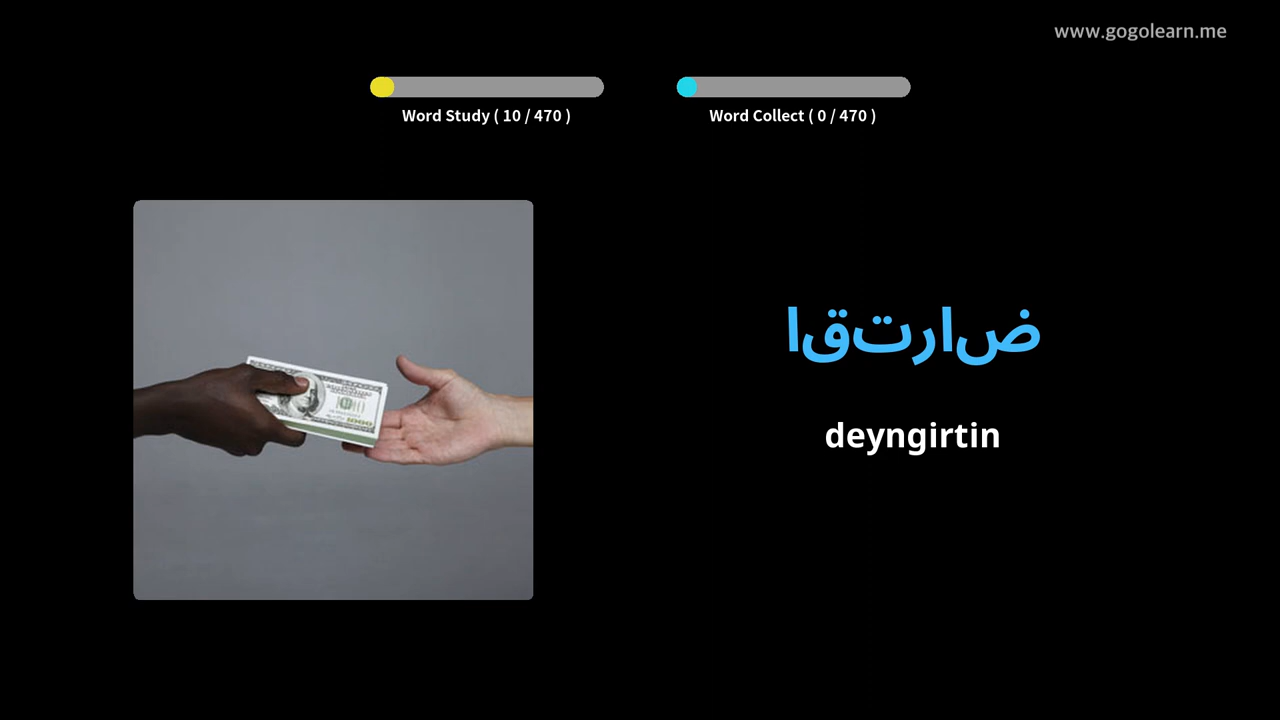 www.gogolearn.me
Word Study ( 10 / 470 )
Word Collect ( 0 / 470 )
اقتراض
deyngirtin